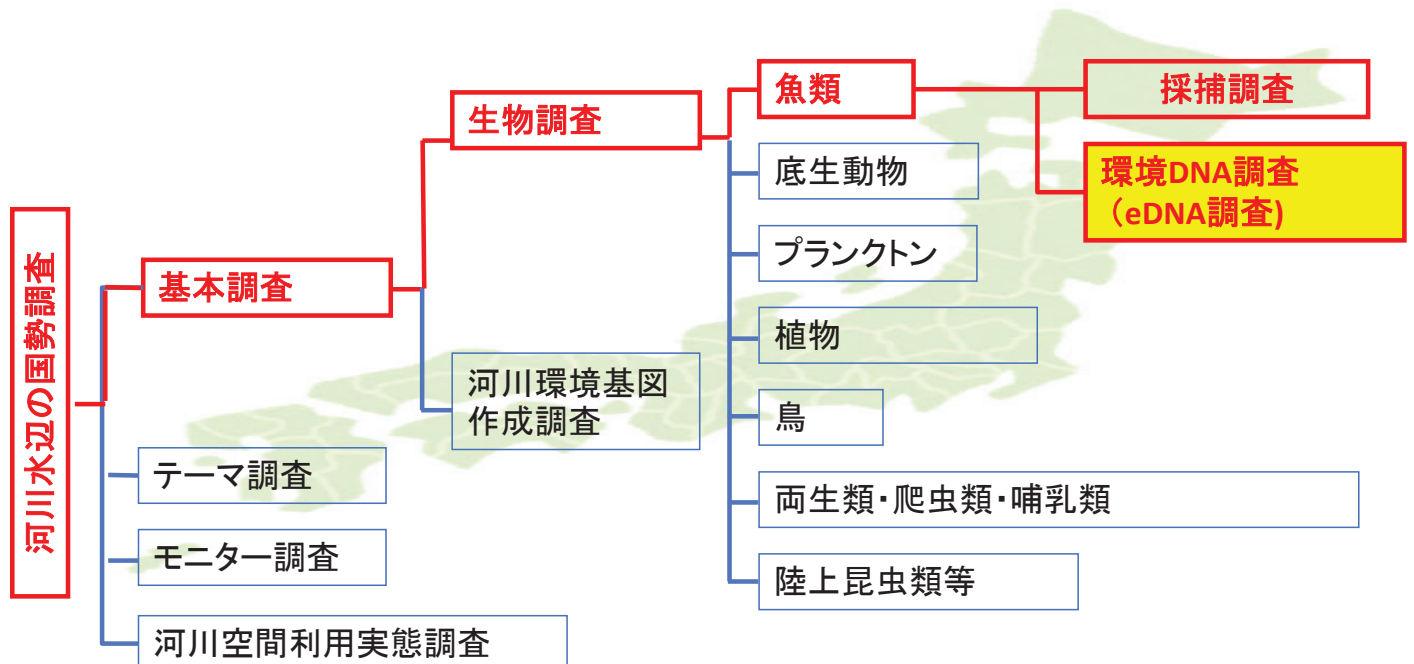 河川水辺の国勢調査
基本調査
テーマ調査
モニター調査
河川空間利用実態調査
生物調査
河川環境基図
作成調査
魚類
底生動物
プランクトン
植物
鳥
両生類・爬虫類・哺乳類
陸上昆虫類等
採捕調査
環境DNA調査
（eDNA調査)